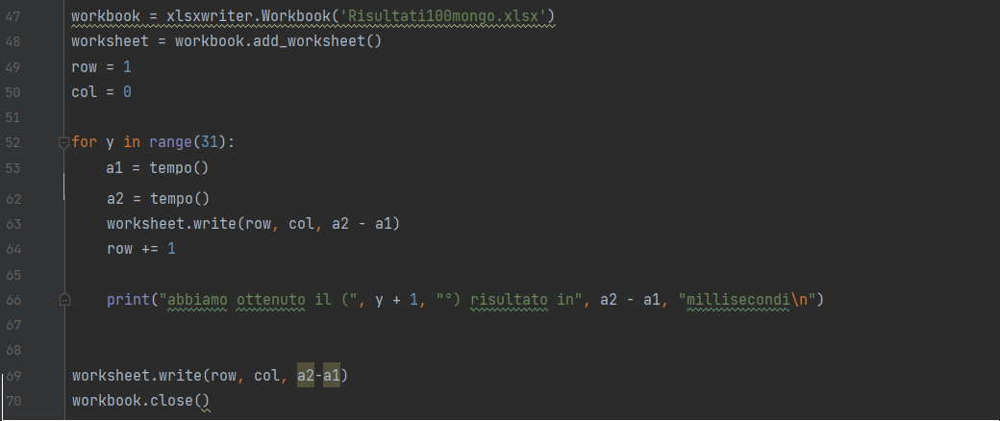 47 workbook = xlsxwriter.Workbook('Risultati100mongo.xlsx')
48 worksheet = workbook.add_worksheet()
49 row = 1
50 col = 0
51
52 for y in range(31):
53     a1 = tempo()
62     a2 = tempo()
63     worksheet.write(row, col, a2 - a1)
64     row += 1
65
66     print("abbiamo ottenuto il (", y + 1, "°) risultato in", a2 - a1, "millisecondi\n")
67
68
69 worksheet.write(row, col, a2-a1)
70 workbook.close()